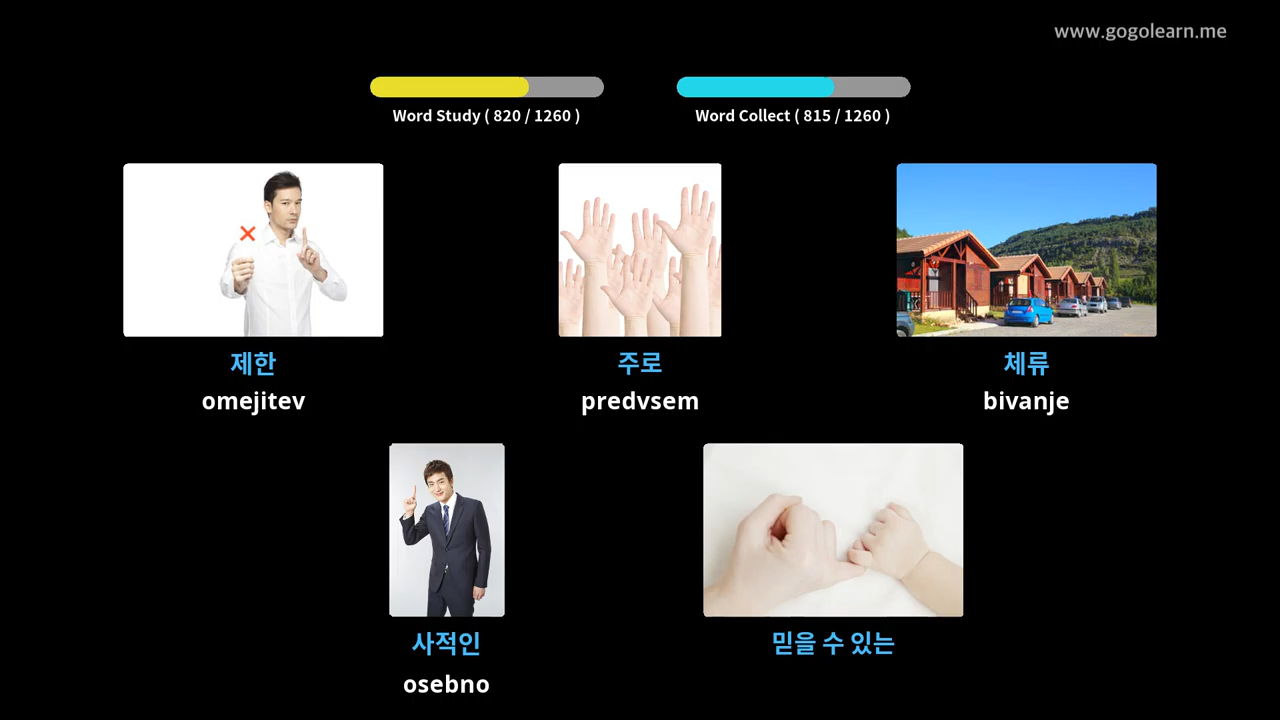 www.gogolearn.me
Word Study ( 820 / 1260 )
Word Collect ( 815 / 1260 )
제한
omejitev
주로
predvsem
체류
bivanje
사적인
osebno
믿을 수 있는